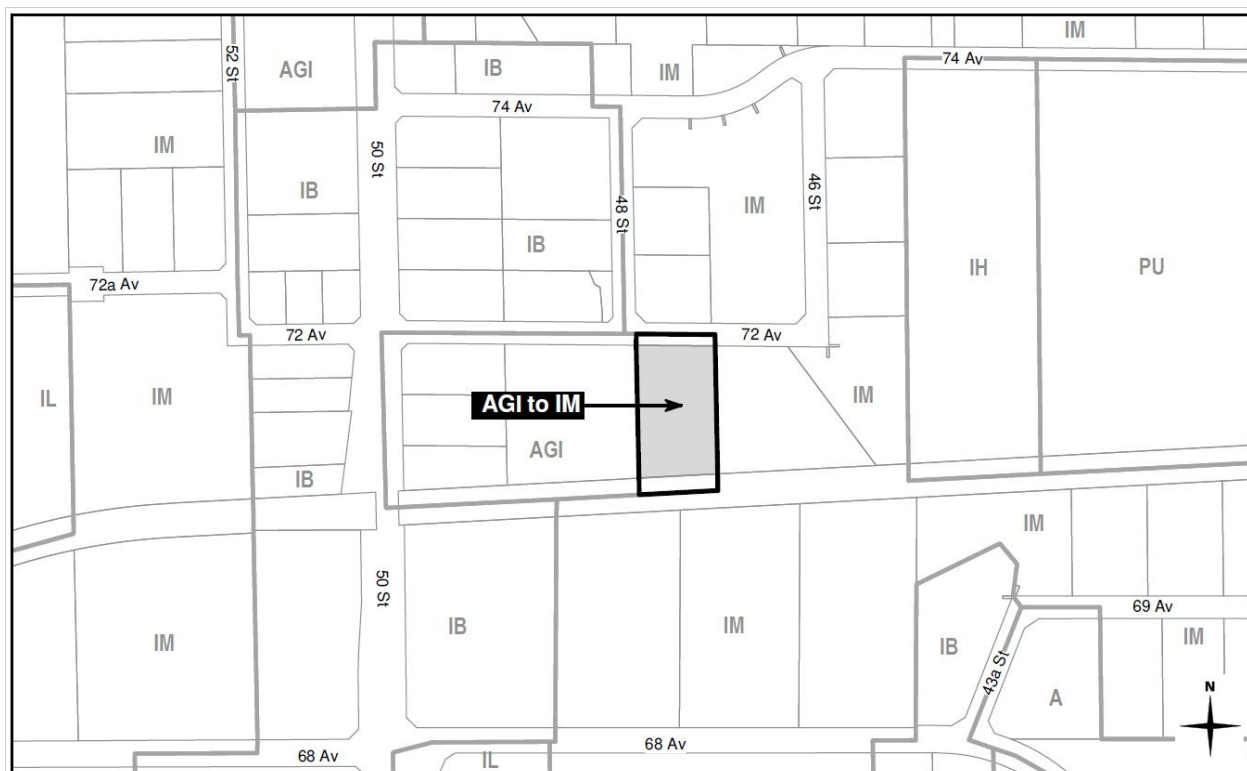 IM
52 St
AGI
IB
IM
74 Av
74 Av
IM
50 St
IB
48 St
IM
46 St
IB
IH
PU
72a Av
72 Av
72 Av
IL
IM
AGI to IM
IM
AGI
IB
IM
50 St
69 Av
IM
IB
IM
IB
IM
43a St
A
N
68 Av
68 Av
IL